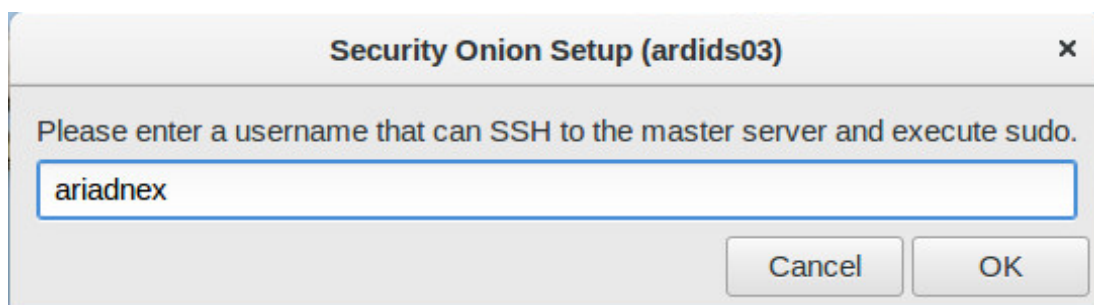 Security Onion Setup (ardids03)
Please enter a username that can SSH to the master server and execute sudo.
ariadnex
Cancel OK